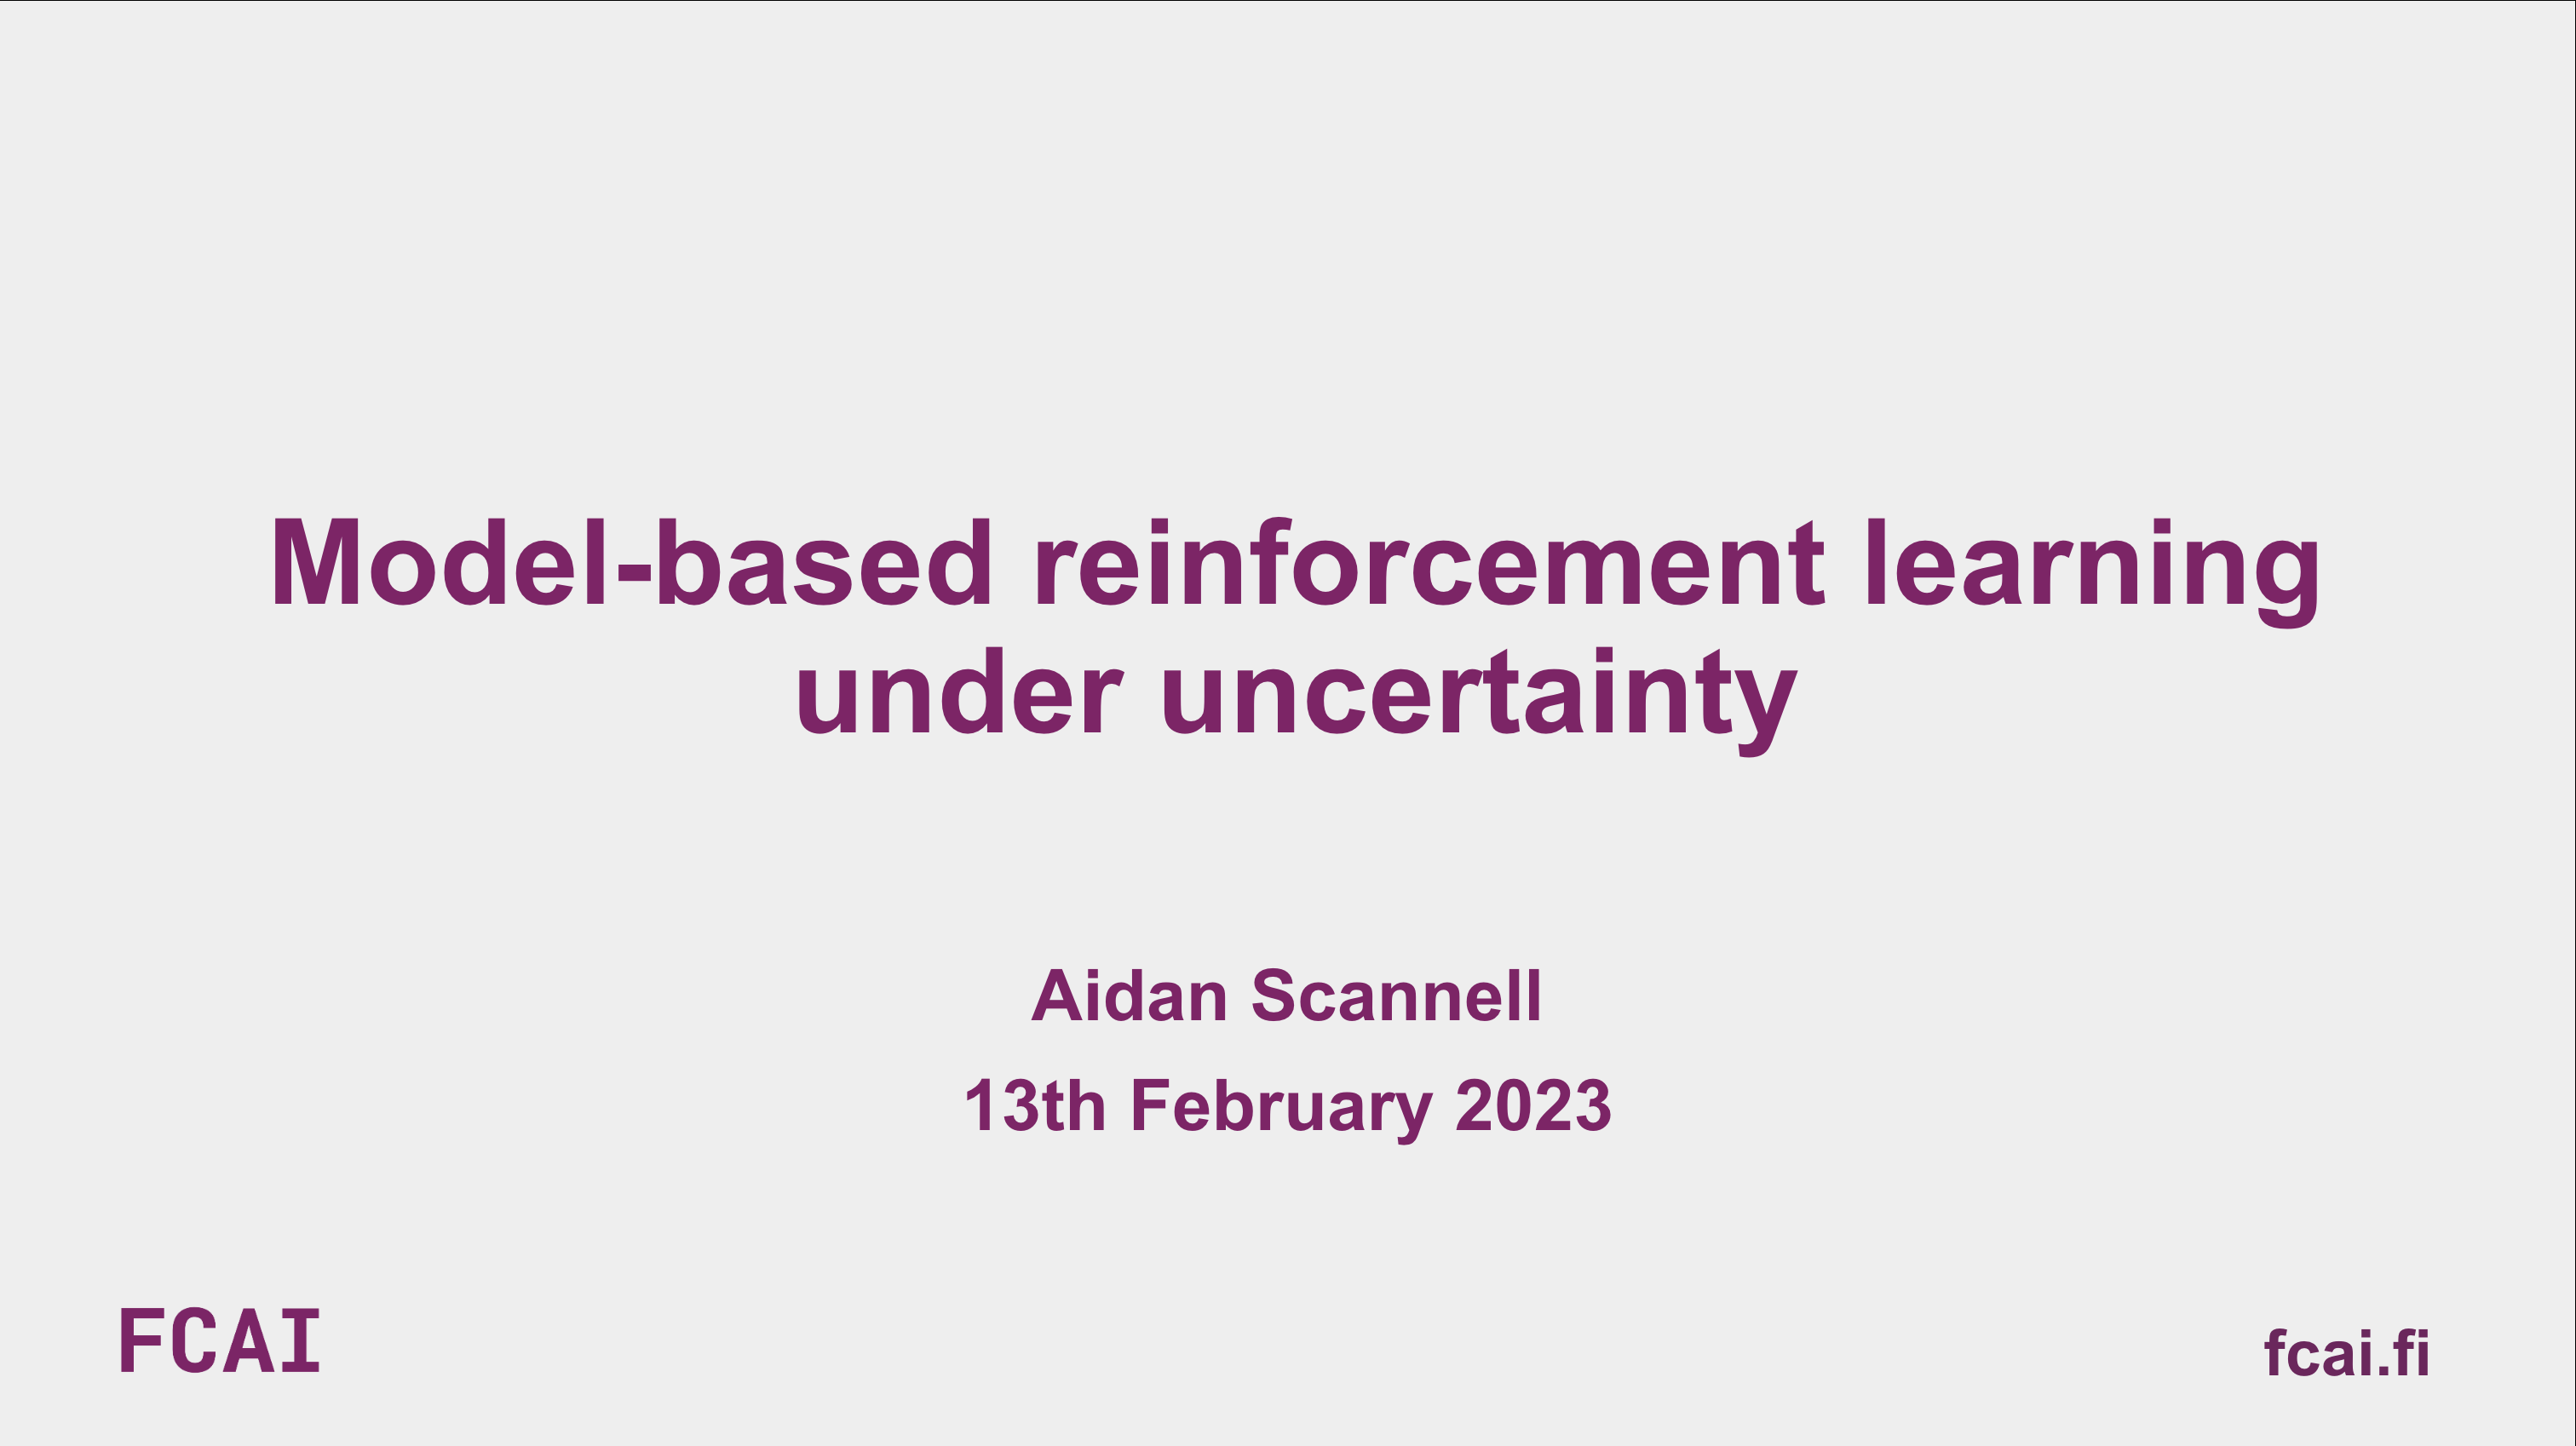 Model-based reinforcement learning
under uncertainty
Aidan Scannell
13th February 2023
FCAI
fcai.fi